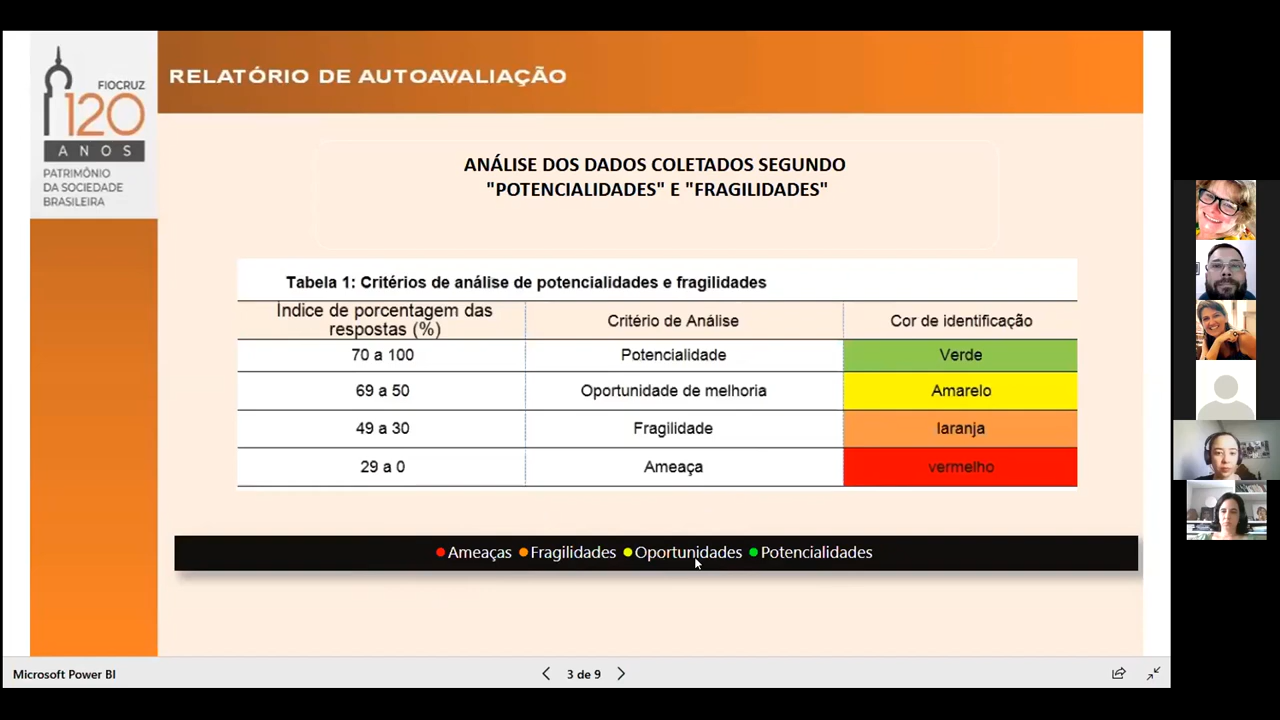 FIOCRUZ
120
ANOS
PATRIMÔNIO
DA SOCIEDADE
BRASILEIRA
RELATÓRIO DE AUTOAVALIAÇÃO
ANÁLISE DOS DADOS COLETADOS SEGUNDO
"POTENCIALIDADES" E "FRAGILIDADES"
Tabela 1: Critérios de análise de potencialidades e fragilidades
Índice de porcentagem das
respostas (%)
Critério de Análise
Cor de identificação
70 a 100 Potencialidade Verde
69 a 50 Oportunidade de melhoria Amarelo
49 a 30 Fragilidade laranja
29 a 0 Ameaça vermelho
Ameaças Fragilidades Oportunidades Potencialidades
Microsoft Power BI 3 de 9